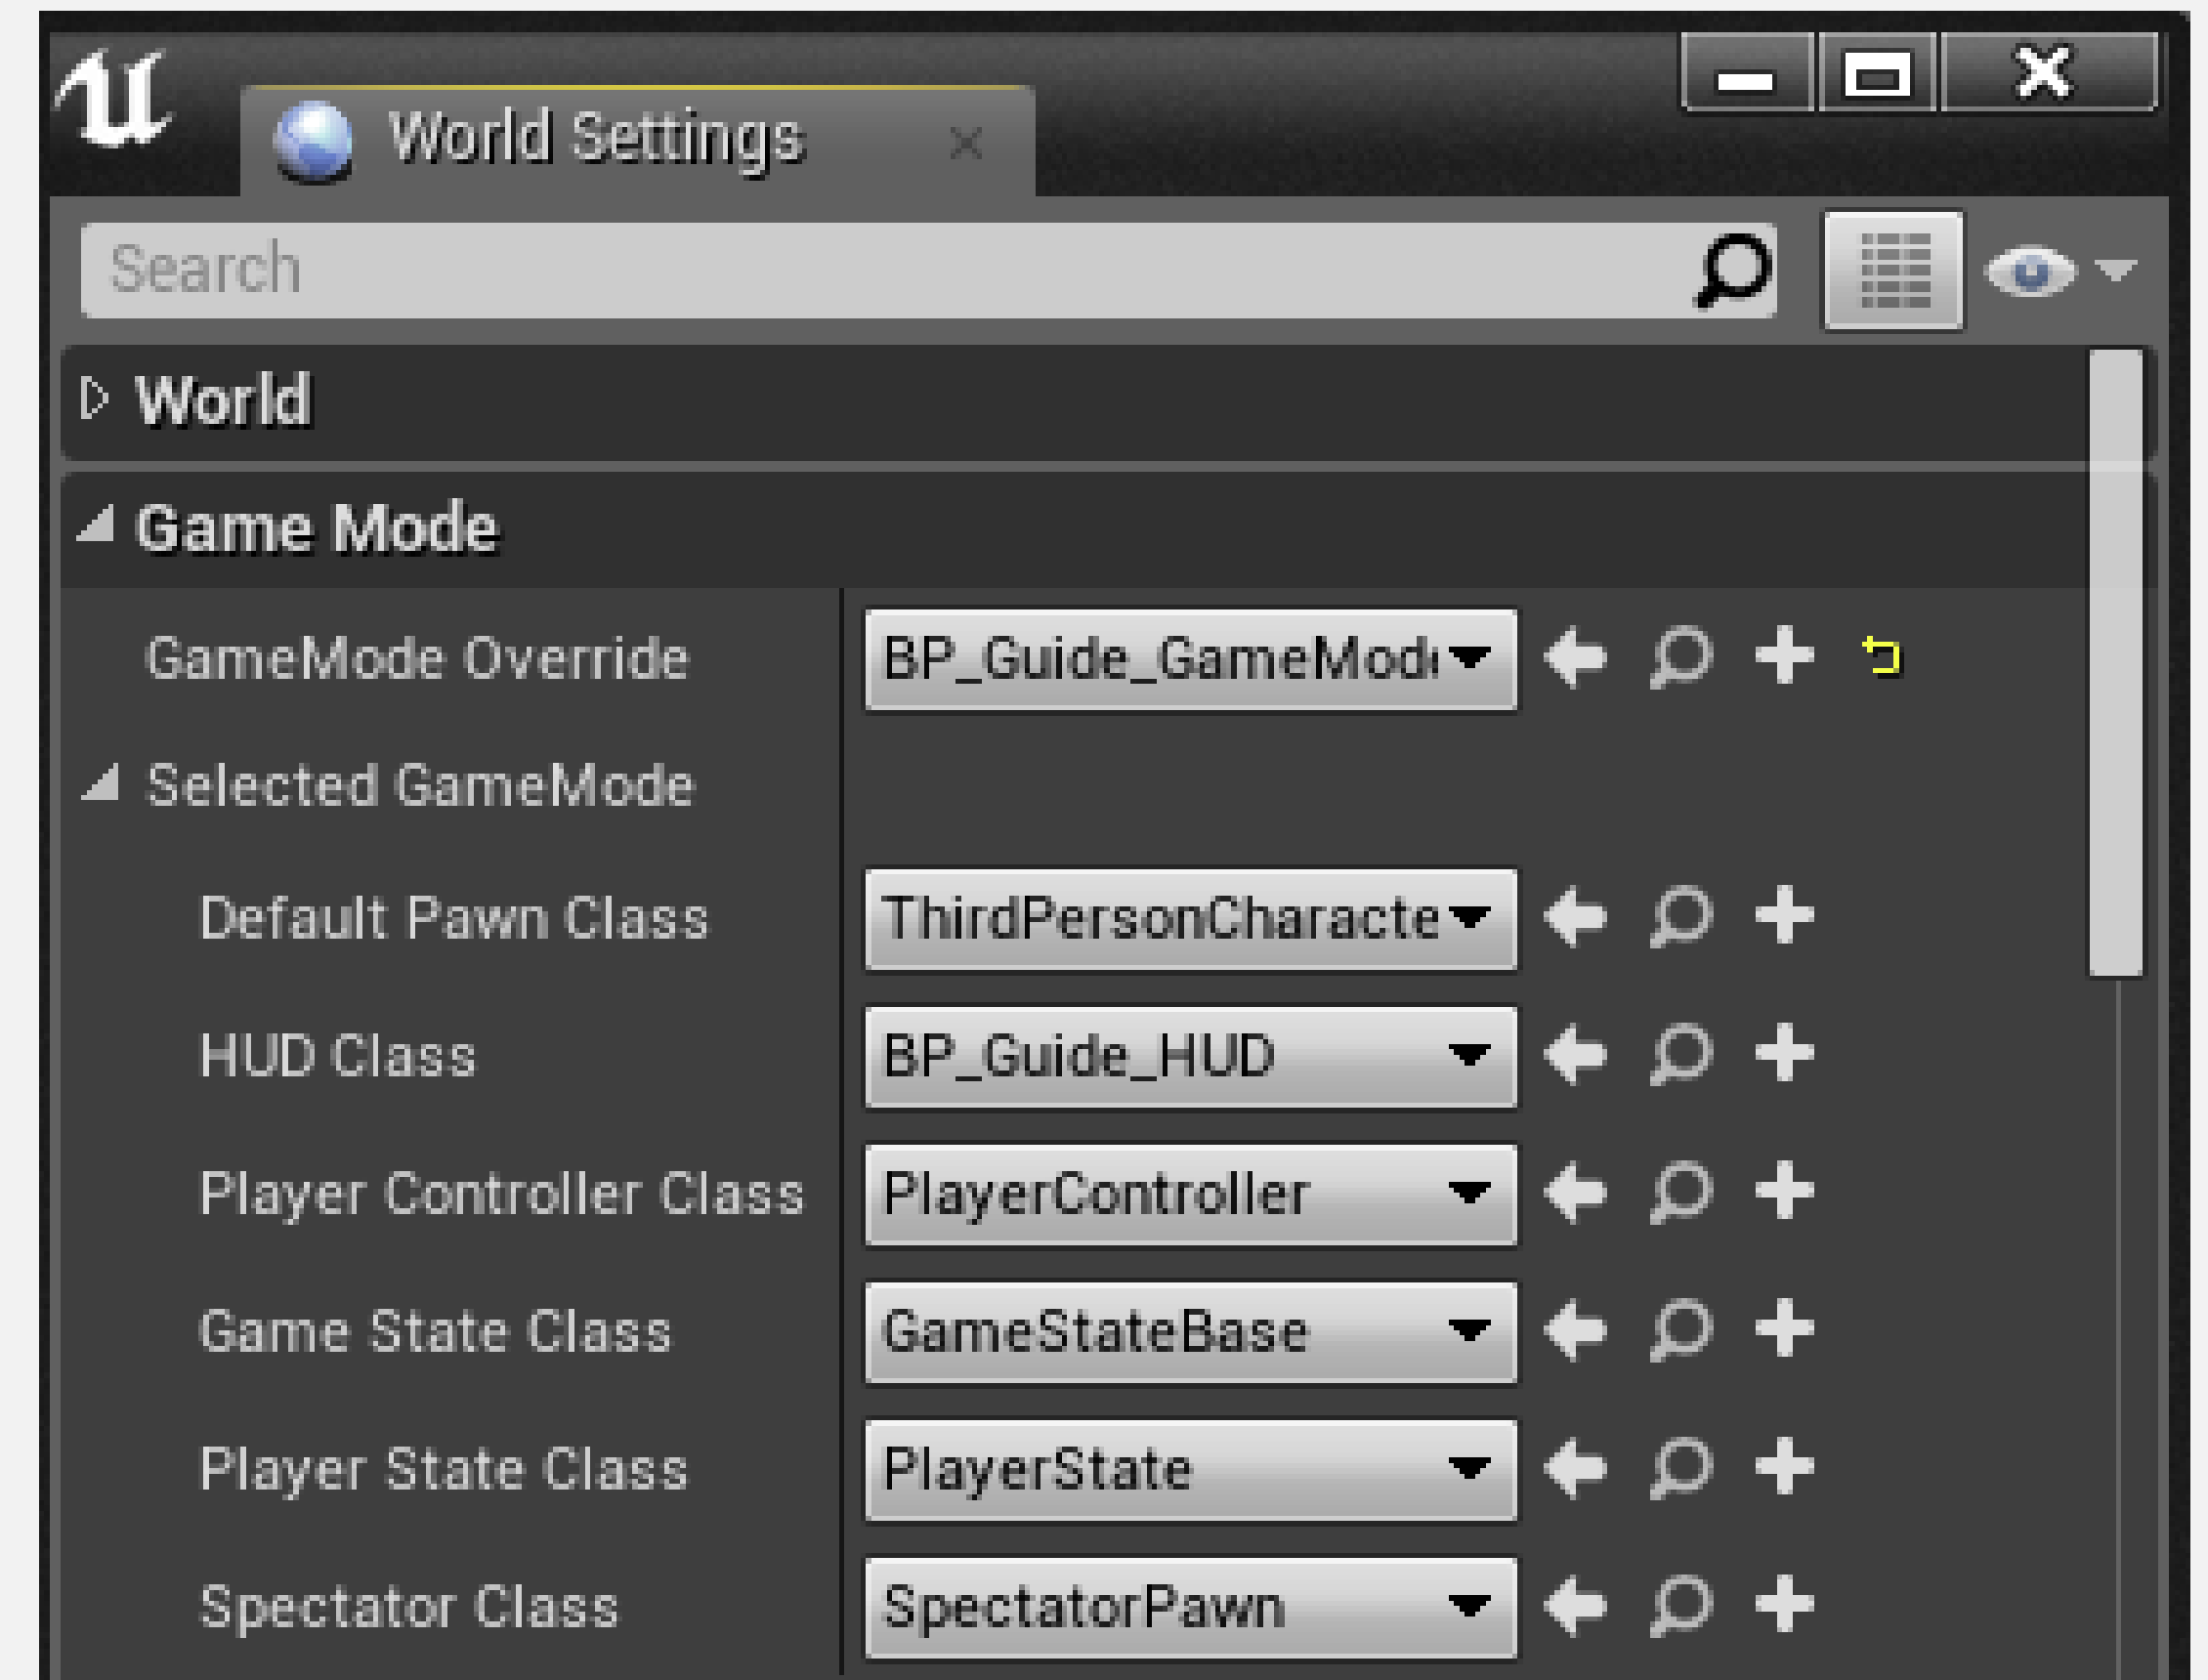 World Settings
Search
World
Game Mode
GameMode Override BP_Guide_GameMod
Selected GameMode
Default Pawn Class ThirdPersonCharacte
HUD Class BP_Guide_HUD
Player Controller Class PlayerController
Game State Class GameStateBase
Player State Class PlayerState
Spectator Class SpectatorPawn